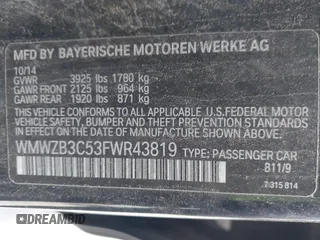 MFD BY BAYERISCHE MOTOREN WERKE AG
10/14
GVWR 3925 lbs 1780 kg
GAWR FRONT 2125 lbs 964 kg
GAWR REAR 1920 lbs 871 kg
THIS VEHICLE CONFORMS TO ALL APPLICABLE U.S. FEDERAL MOTOR
VEHICLE SAFETY, BUMPER, AND THEFT PREVENTION STANDARDS
IN EFFECT ON THE DATE OF MANUFACTURE SHOWN ABOVE.
WMWZB3C53FWR43819 TYPE: PASSENGER CAR
B11/9
7 315 814